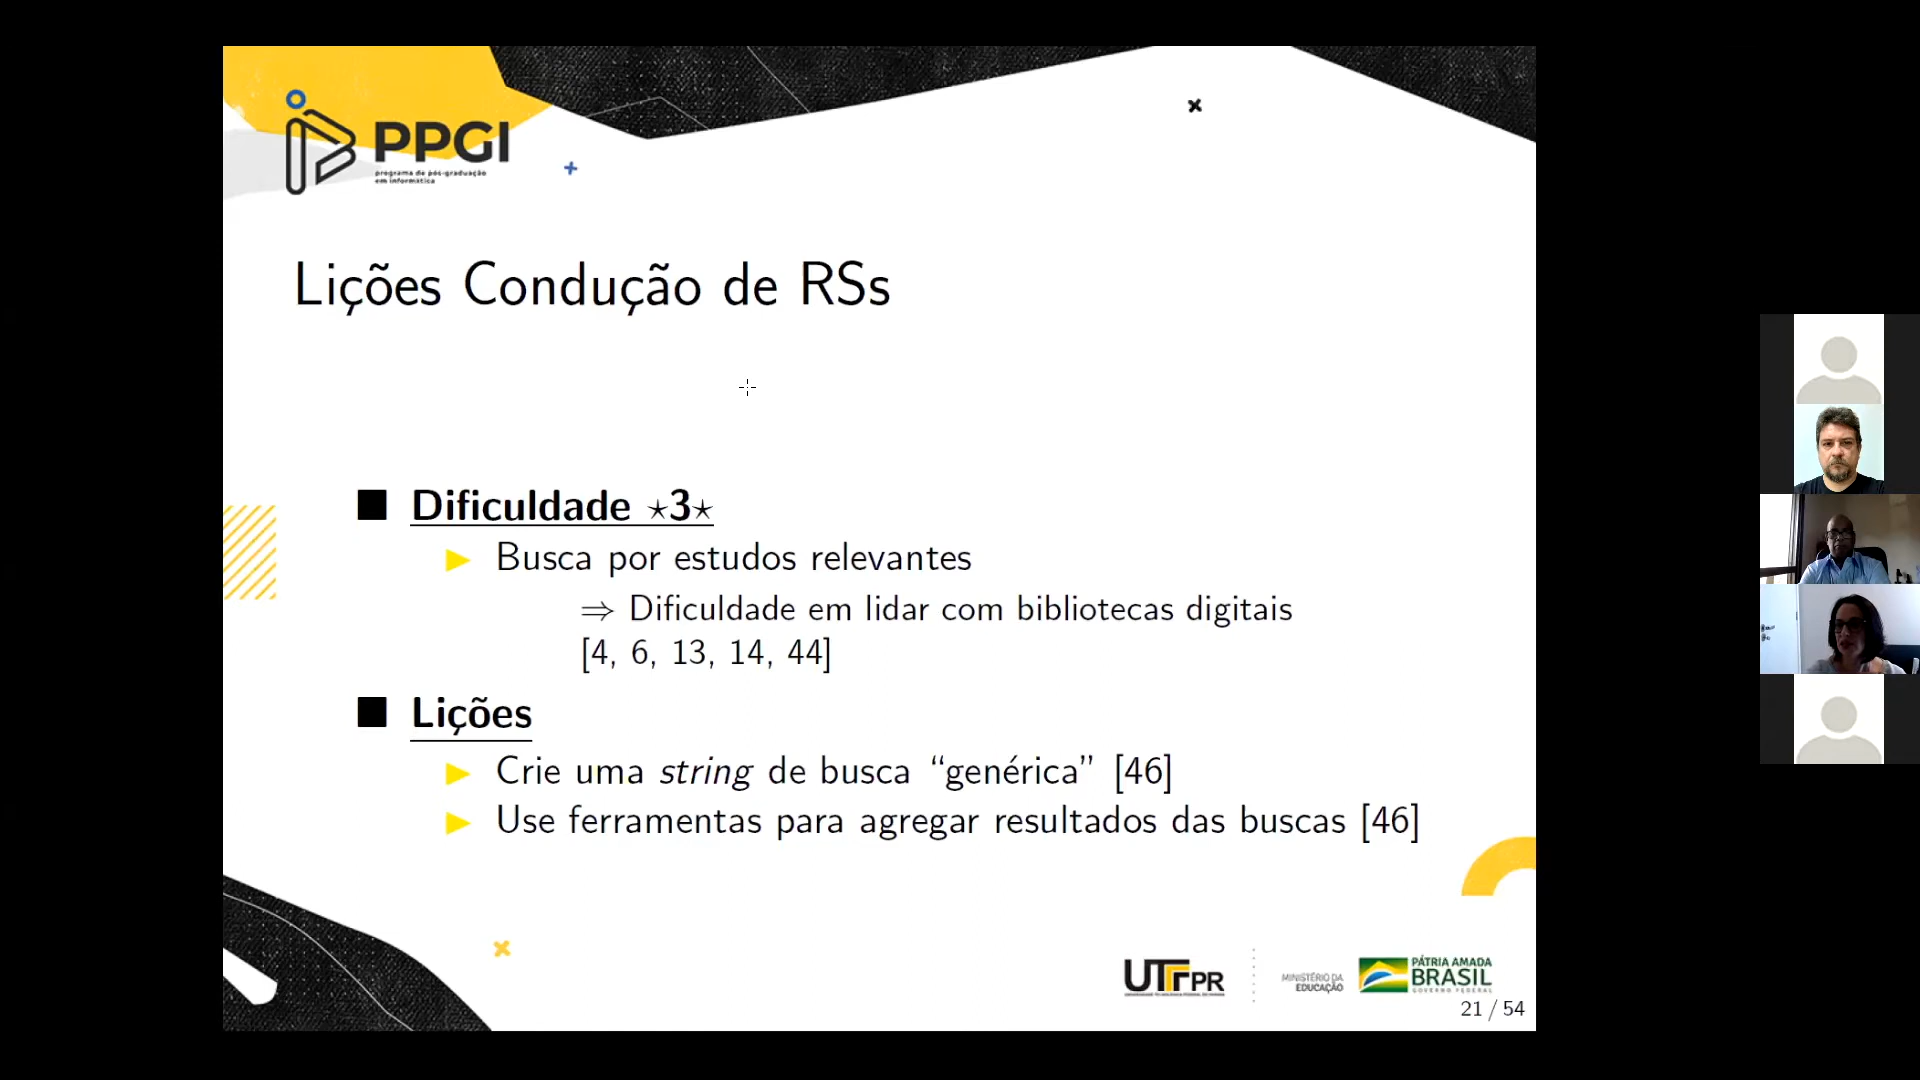 PPGI
programa de pós-graduação
em informática
Lições Condução de RSs
Dificuldade ⋆3⋆
Busca por estudos relevantes
⇒ Dificuldade em lidar com bibliotecas digitais
[4, 6, 13, 14, 44]
Lições
Crie uma string de busca “genérica” [46]
Use ferramentas para agregar resultados das buscas [46]
UTFPR
MINISTÉRIO DA
EDUCAÇÃO
PÁTRIA AMADA
BRASIL
GOVERNO FEDERAL
21 / 54